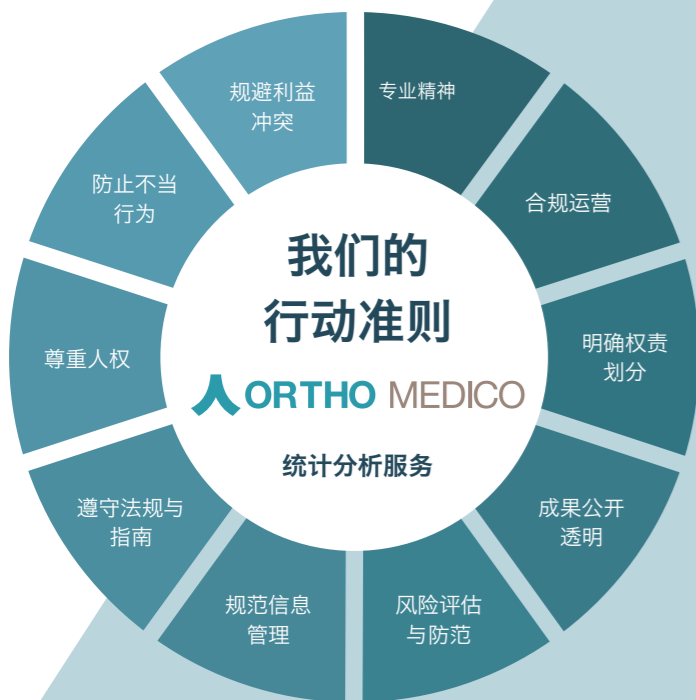 我们的
行动准则
ORTHO MEDICO
统计分析服务
专业精神
合规运营
明确权责
划分
成果公开
透明
风险评估
与防范
规范信息
管理
遵守法规与
指南
尊重人权
防止不当
行为
规避利益
冲突